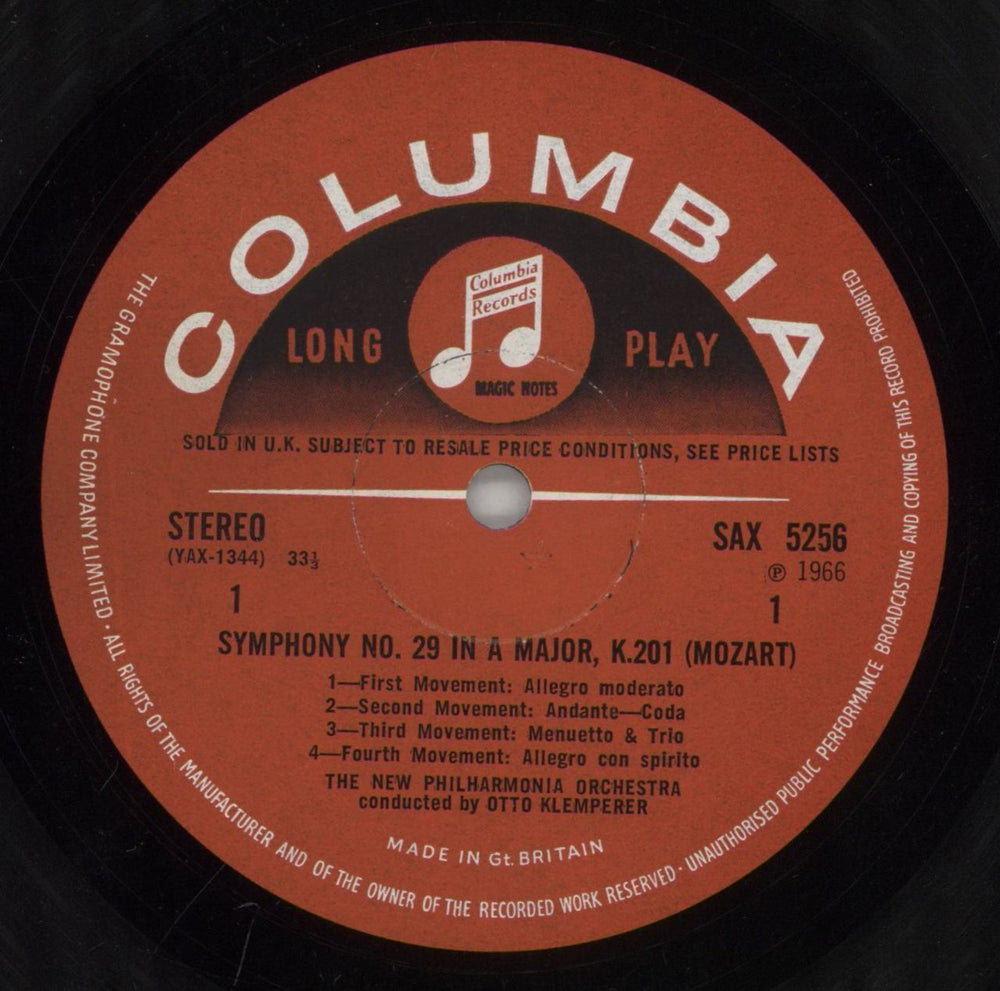 COLUMBIA
Columbia
Records
LONG PLAY
MAGIC NOTES
SOLD IN U.K. SUBJECT TO RESALE PRICE CONDITIONS, SEE PRICE LISTS
STEREO SAX 5256
(YAX-1344) 33⅓ ℗ 1966
1 1
SYMPHONY NO. 29 IN A MAJOR, K.201 (MOZART)
1—First Movement: Allegro moderato
2—Second Movement: Andante—Coda
3—Third Movement: Menuetto & Trio
4—Fourth Movement: Allegro con spirito
THE NEW PHILHARMONIA ORCHESTRA
conducted by OTTO KLEMPERER
MADE IN Gt. BRITAIN
THE GRAMOPHONE COMPANY LIMITED · ALL RIGHTS OF THE MANUFACTURER AND OF THE OWNER OF THE RECORDED WORK RESERVED · UNAUTHORISED PUBLIC PERFORMANCE BROADCASTING AND COPYING OF THIS RECORD PROHIBITED